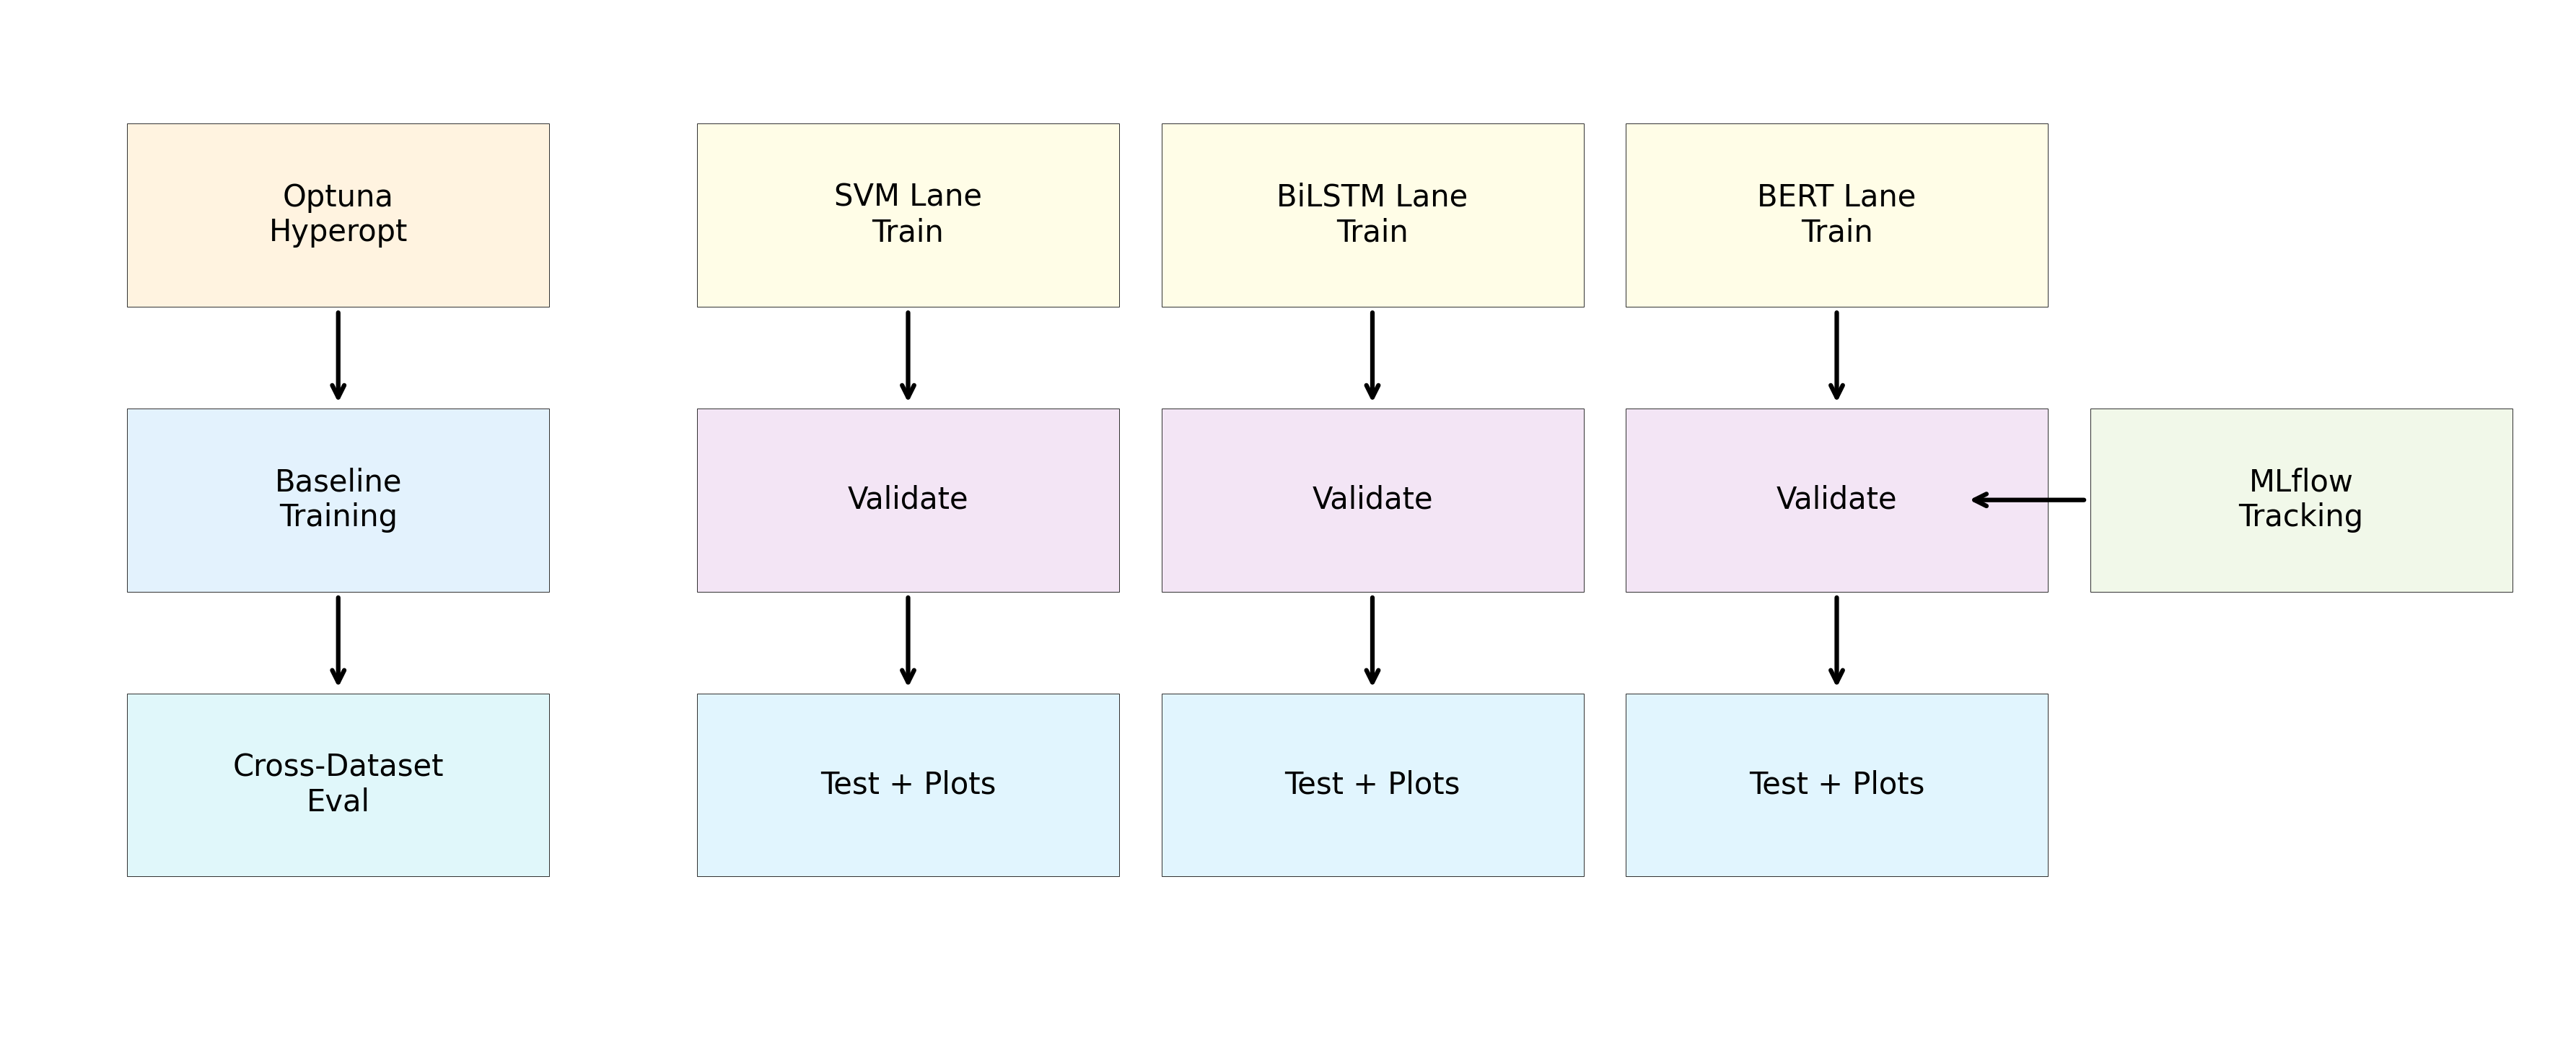 Optuna
Hyperopt
SVM Lane
Train
BiLSTM Lane
Train
BERT Lane
Train
Baseline
Training
Validate
Validate
Validate
MLflow
Tracking
Cross-Dataset
Eval
Test + Plots
Test + Plots
Test + Plots